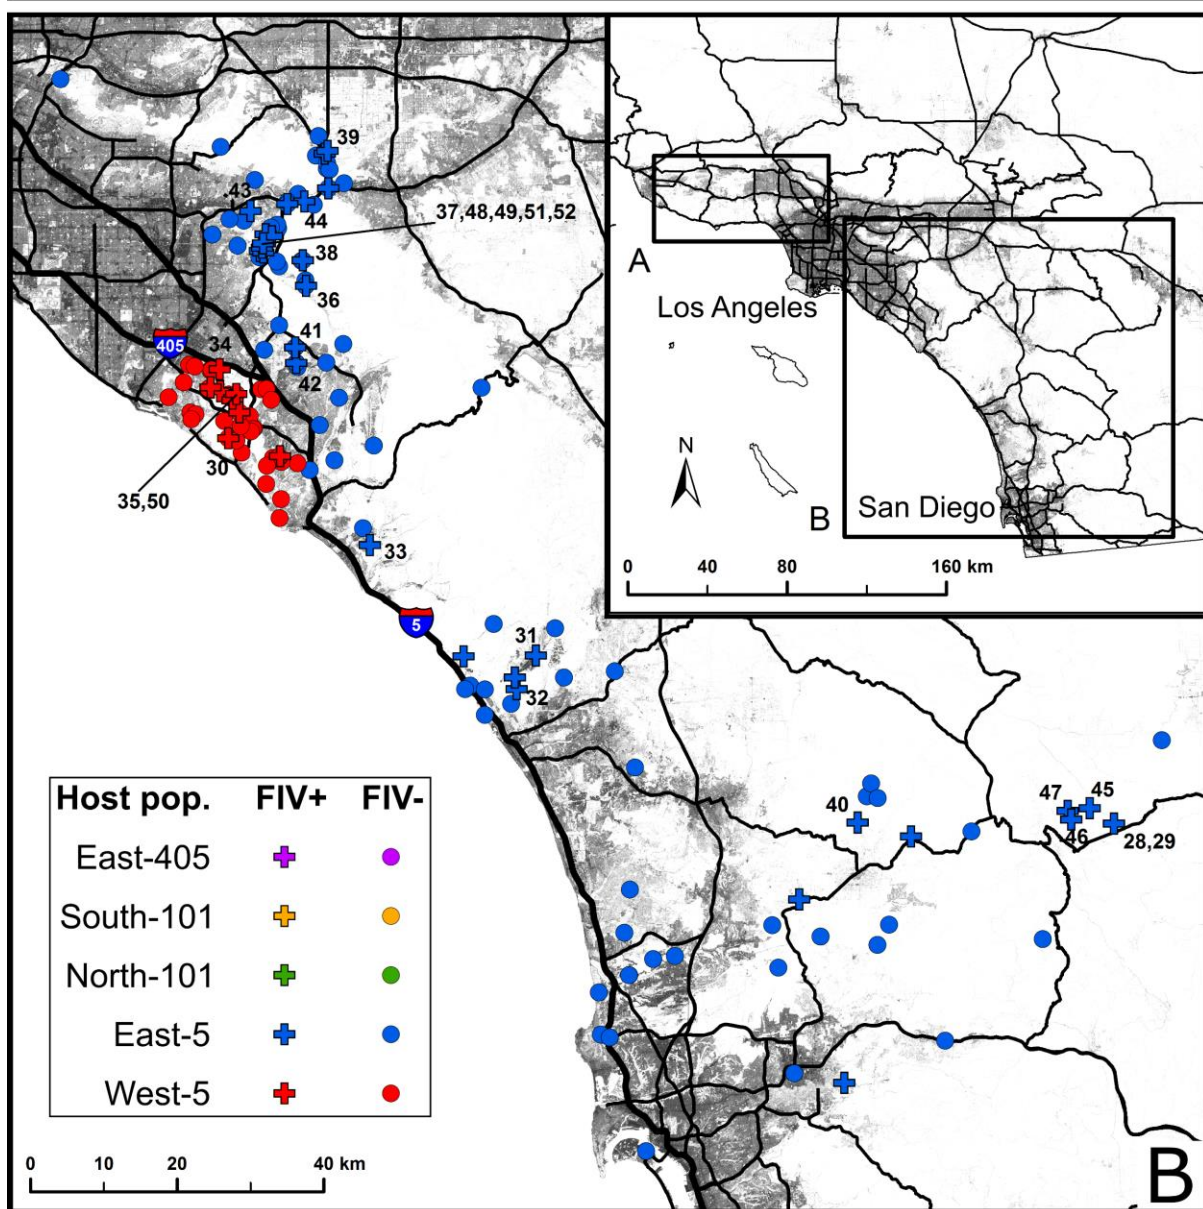 39
.43
44
37,48,49,51,52
38
36
41
34
405
42
35,50
30
33
5
31
32
A
Los Angeles
N
B
San Diego
0 40 80 160 km
40
47
45
46
28,29
Host pop. FIV+ FIV-
East-405
South-101
North-101
East-5
West-5
0 10 20 40 km
B